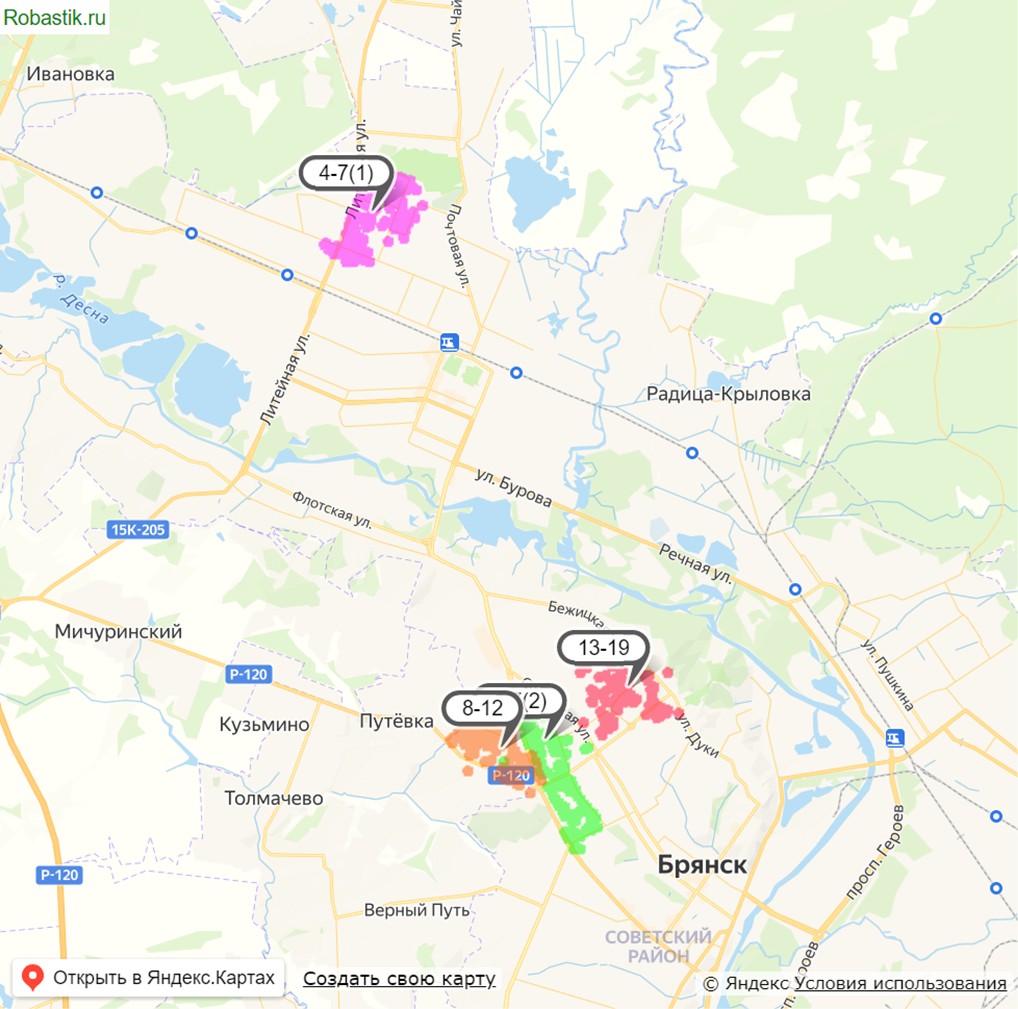 Robastik.ru
ул. Чай
Ивановка
4-7(1)
Почтовая ул.
р. Десна
Литейная ул.
Радица-Крыловка
ул. Бурова
Флотская ул.
15К-205
Речная ул.
Бежицка
Мичуринский
13-19
ул. Пушкина
Р-120
8-12
(2)
Путёвка
Кузьмино
ул. Дуки
Р-120
Толмачево
просп. Героев
Брянск
Р-120
Верный Путь
СОВЕТСКИЙ
РАЙОН
Открыть в Яндекс.Картах
Создать свою карту
© Яндекс Условия использования